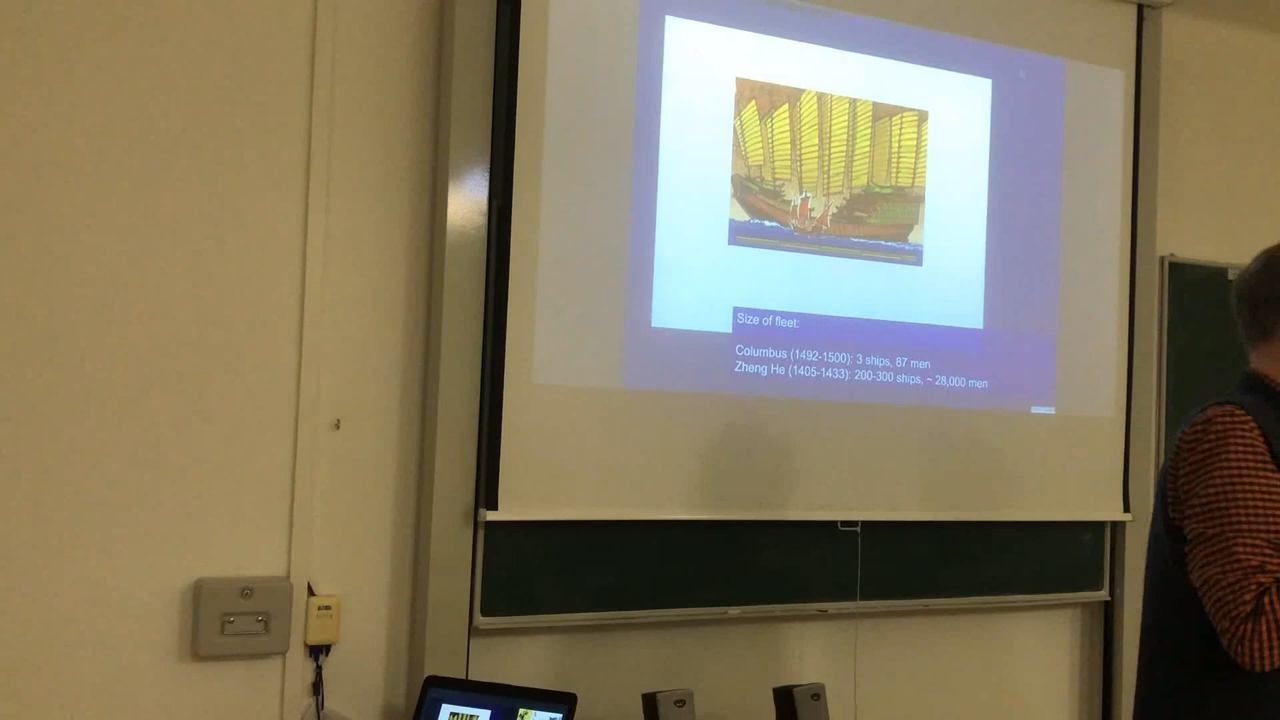 Size of fleet:
Columbus (1492-1500): 3 ships, 87 men
Zheng He (1405-1433): 200-300 ships, ~ 28,000 men